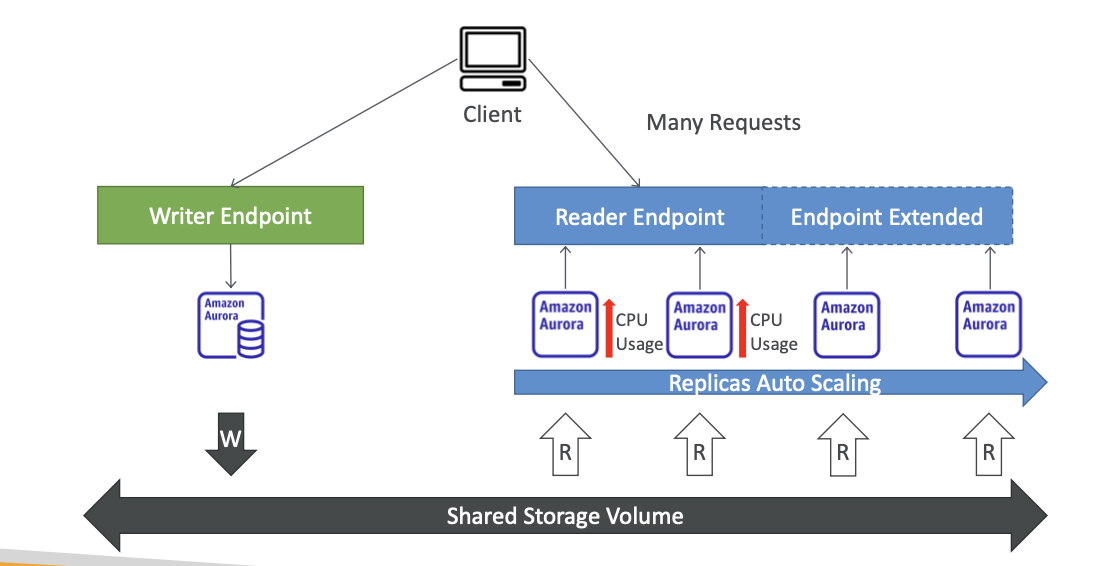 Client
Many Requests
Writer Endpoint
Reader Endpoint
Endpoint Extended
Amazon
Aurora
Amazon
Aurora
CPU
Usage
Amazon
Aurora
CPU
Usage
Amazon
Aurora
Amazon
Aurora
Replicas Auto Scaling
W
R
R
R
R
Shared Storage Volume